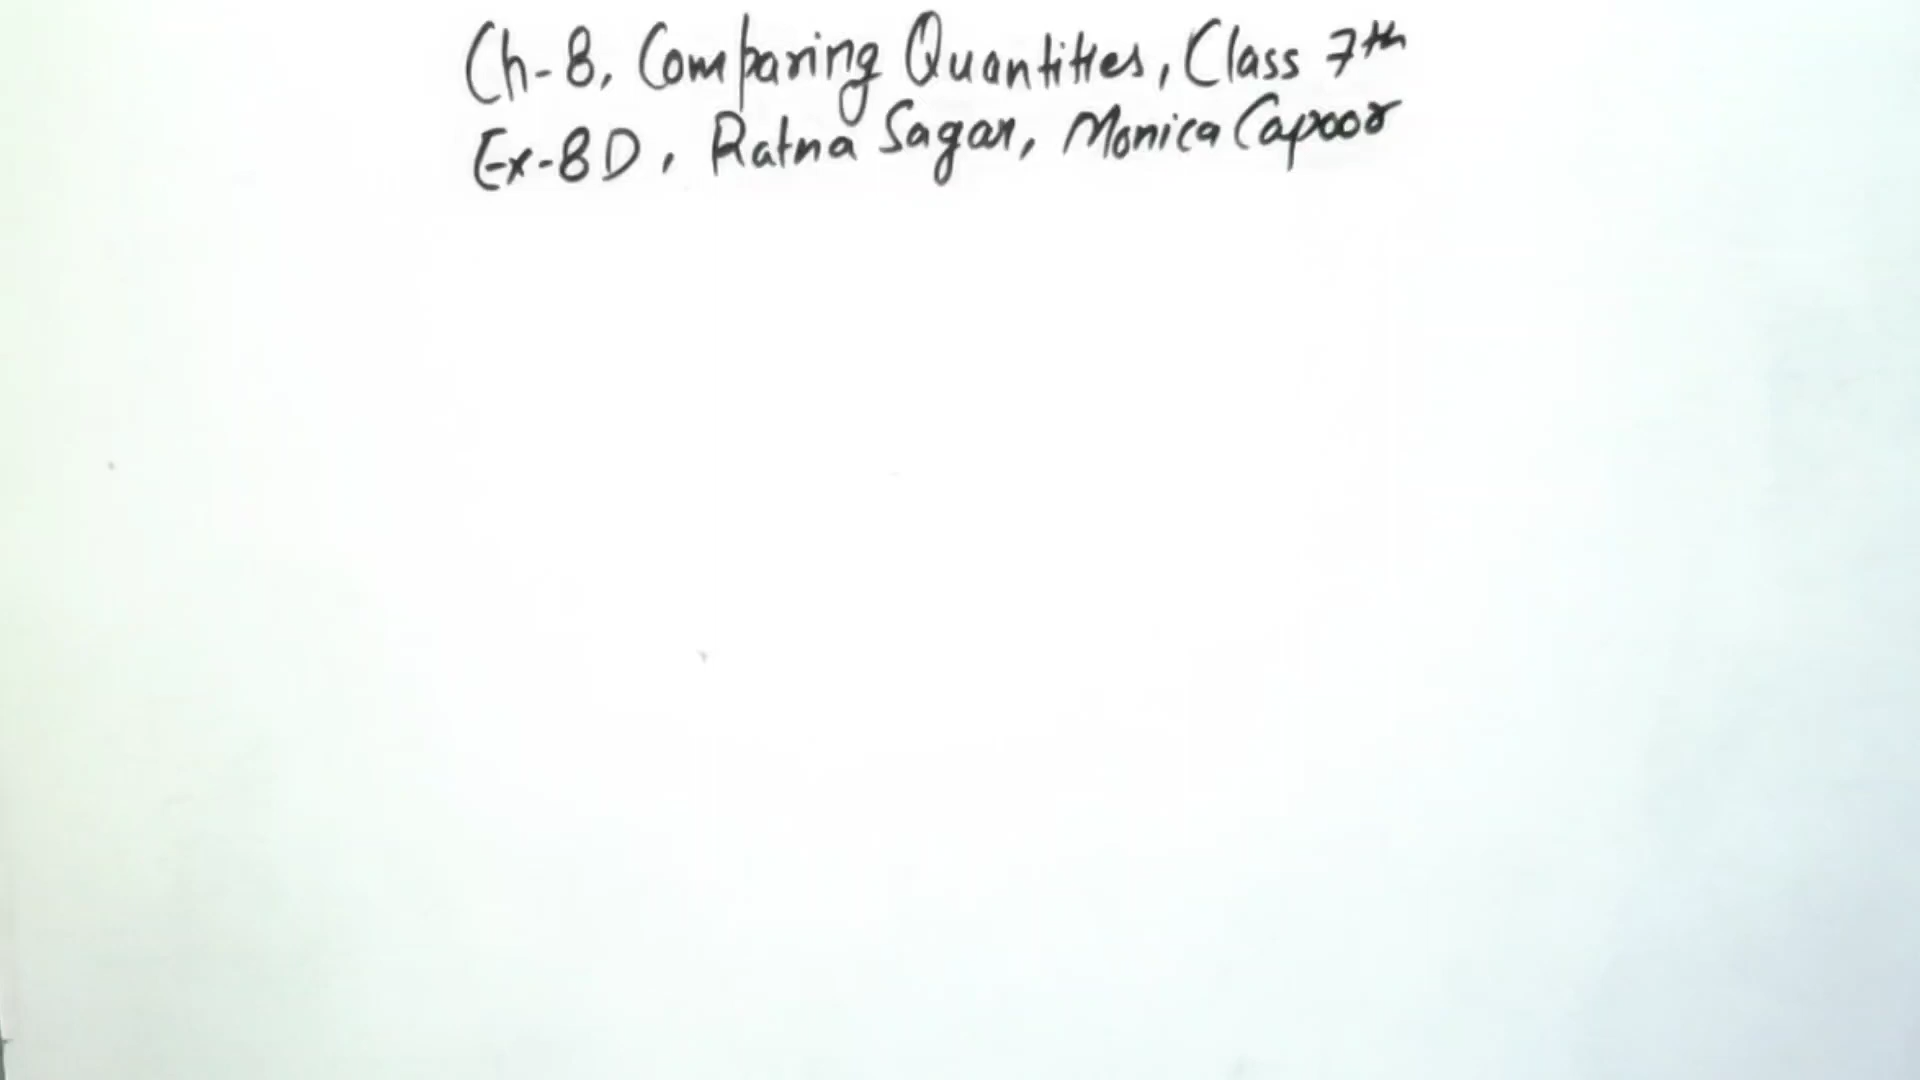 Ch-8, Comparing Quantities, Class 7th
Ex-8D, Ratna Sagar, Monica Capoor